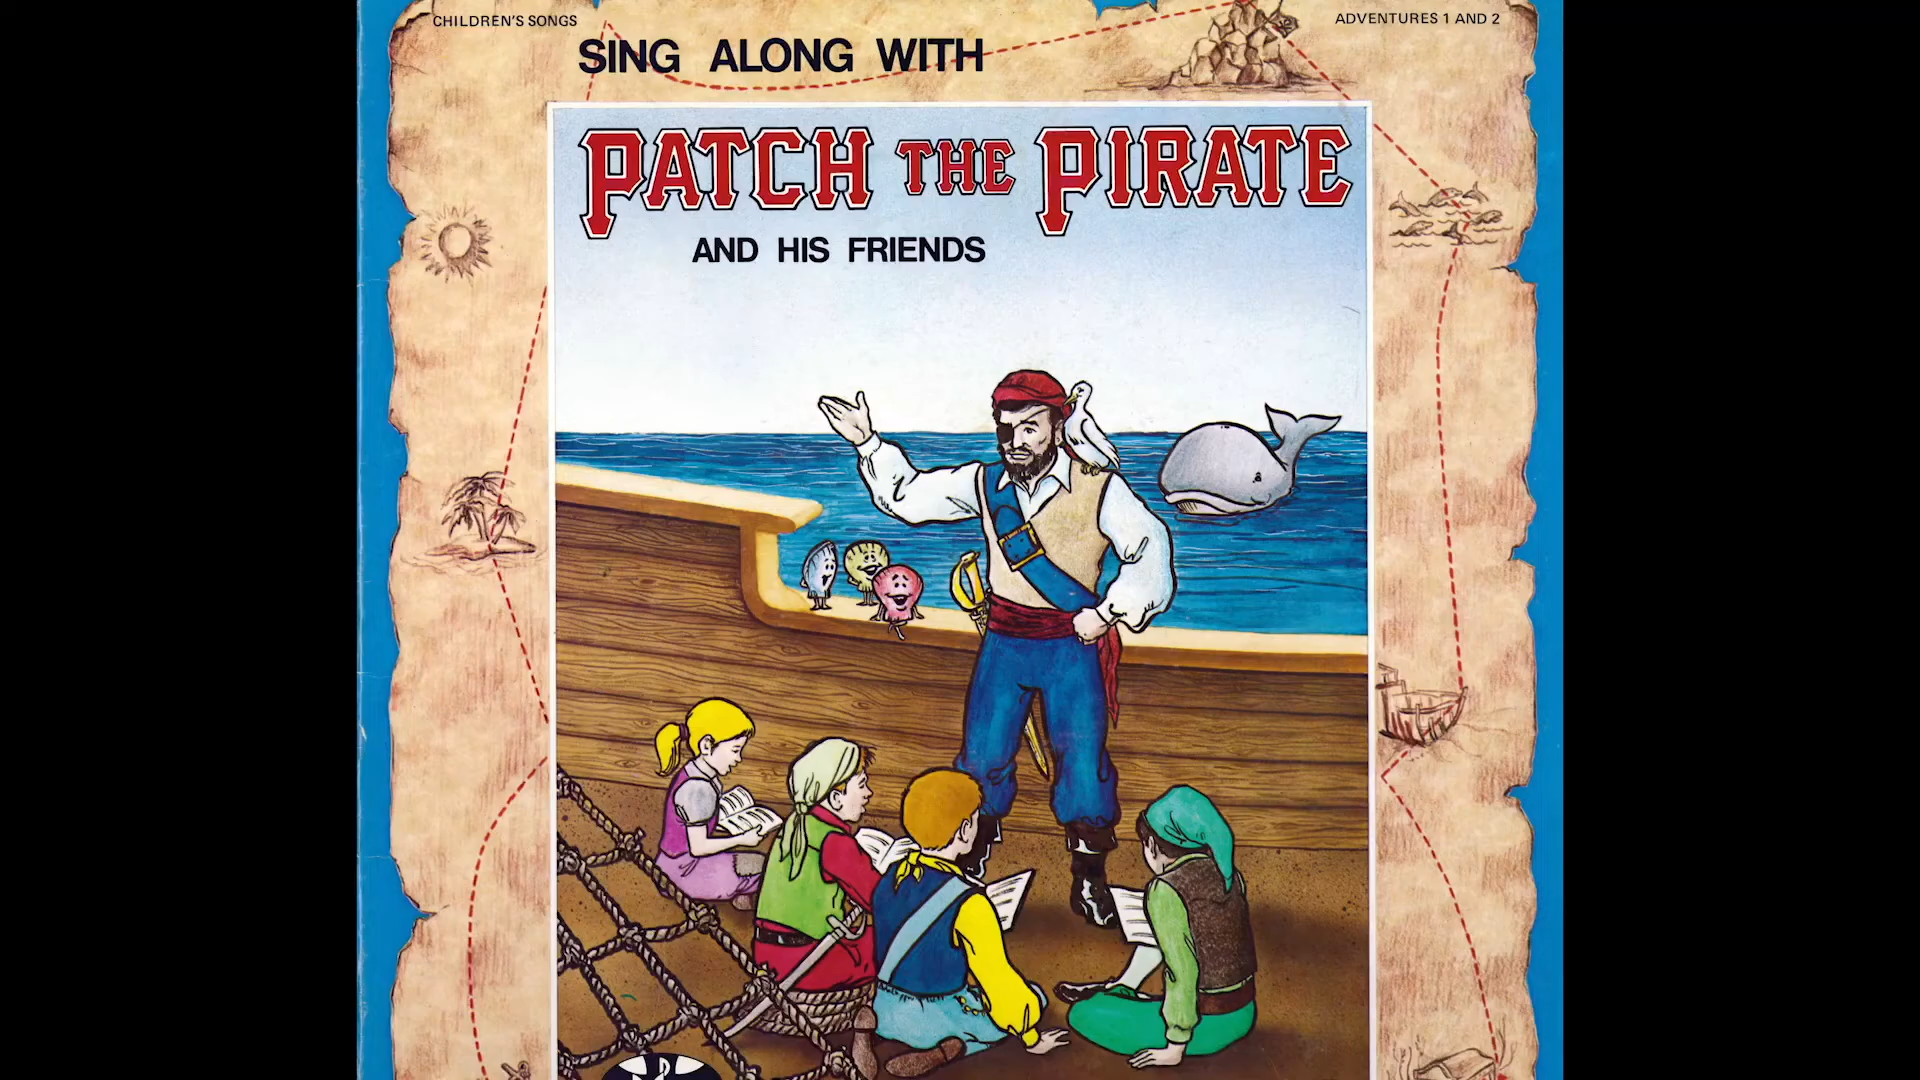 CHILDREN'S SONGS
ADVENTURES 1 AND 2
SING ALONG WITH
PATCH THE PIRATE
AND HIS FRIENDS